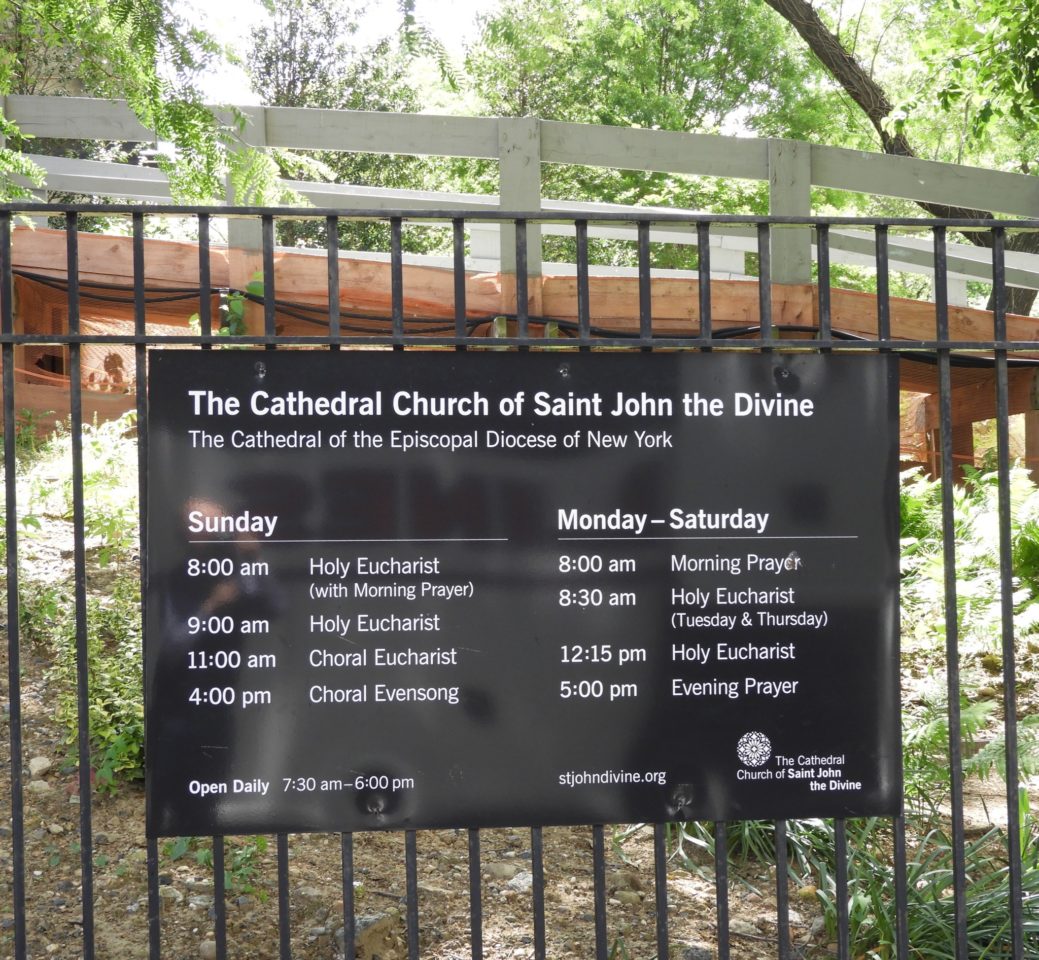 The Cathedral Church of Saint John the Divine
The Cathedral of the Episcopal Diocese of New York
Sunday
8:00 am Holy Eucharist
(with Morning Prayer)
9:00 am Holy Eucharist
11:00 am Choral Eucharist
4:00 pm Choral Evensong
Monday – Saturday
8:00 am Morning Prayer
8:30 am Holy Eucharist
(Tuesday & Thursday)
12:15 pm Holy Eucharist
5:00 pm Evening Prayer
Open Daily 7:30 am–6:00 pm
stjohndivine.org
The Cathedral
Church of Saint John
the Divine